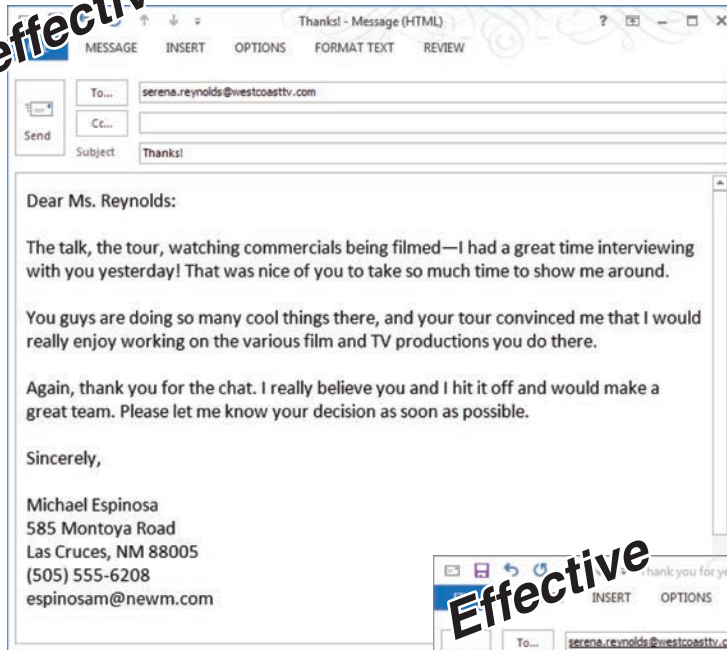 Thanks! - Message (HTML)
MESSAGE INSERT OPTIONS FORMAT TEXT REVIEW
To... serena.reynolds@westcoasttv.com
Cc...
Send
Subject Thanks!
Dear Ms. Reynolds:
The talk, the tour, watching commercials being filmed—I had a great time interviewing
with you yesterday! That was nice of you to take so much time to show me around.
You guys are doing so many cool things there, and your tour convinced me that I would
really enjoy working on the various film and TV productions you do there.
Again, thank you for the chat. I really believe you and I hit it off and would make a
great team. Please let me know your decision as soon as possible.
Sincerely,
Michael Espinosa
585 Montoya Road
Las Cruces, NM 88005
(505) 555-6208
espinosam@newm.com
Effective
hank you for
INSERT OPTIONS
To... serena.reynolds@westcoasttv.c